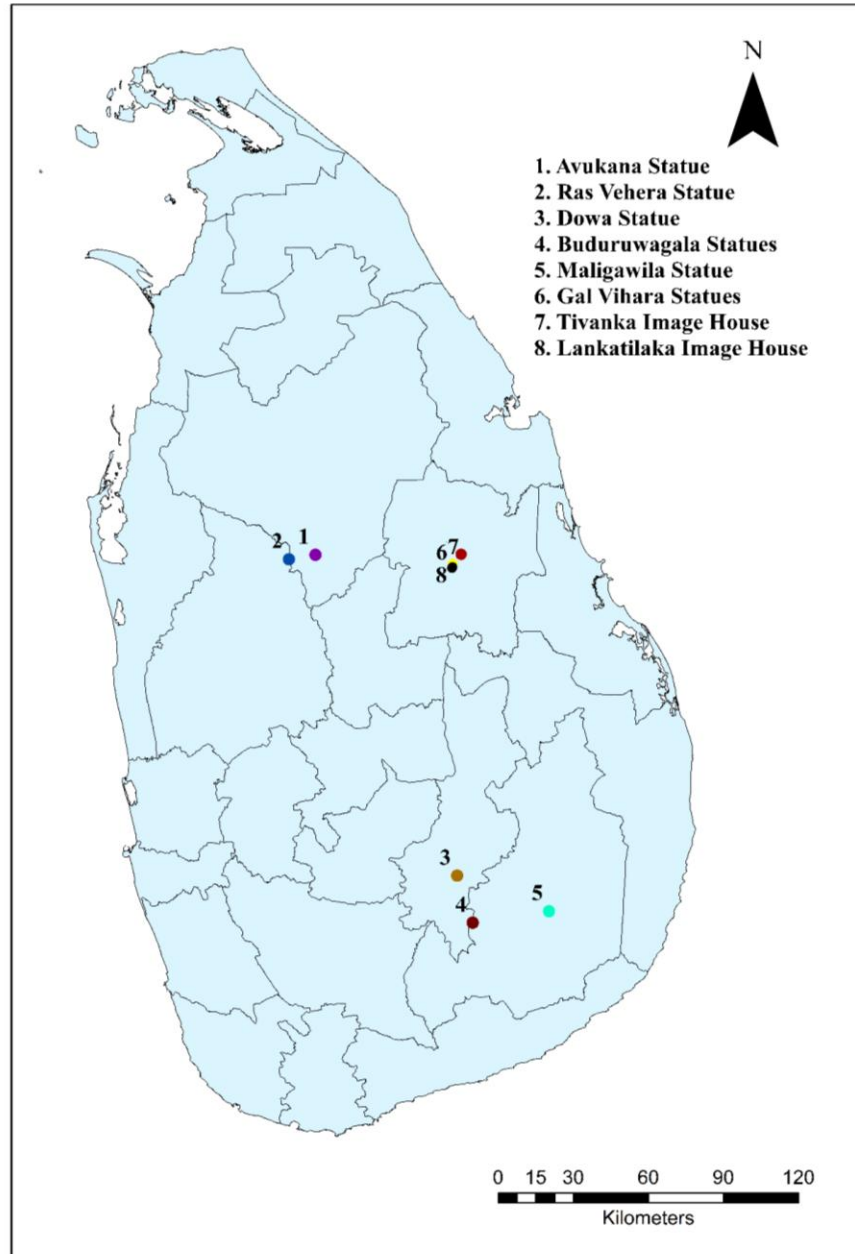 N
1. Avukana Statue
2. Ras Vehera Statue
3. Dowa Statue
4. Buduruwagala Statues
5. Maligawila Statue
6. Gal Vihara Statues
7. Tivanka Image House
8. Lankatilaka Image House
2 1
6 7
8
3
4 5
0 15 30 60 90 120
Kilometers